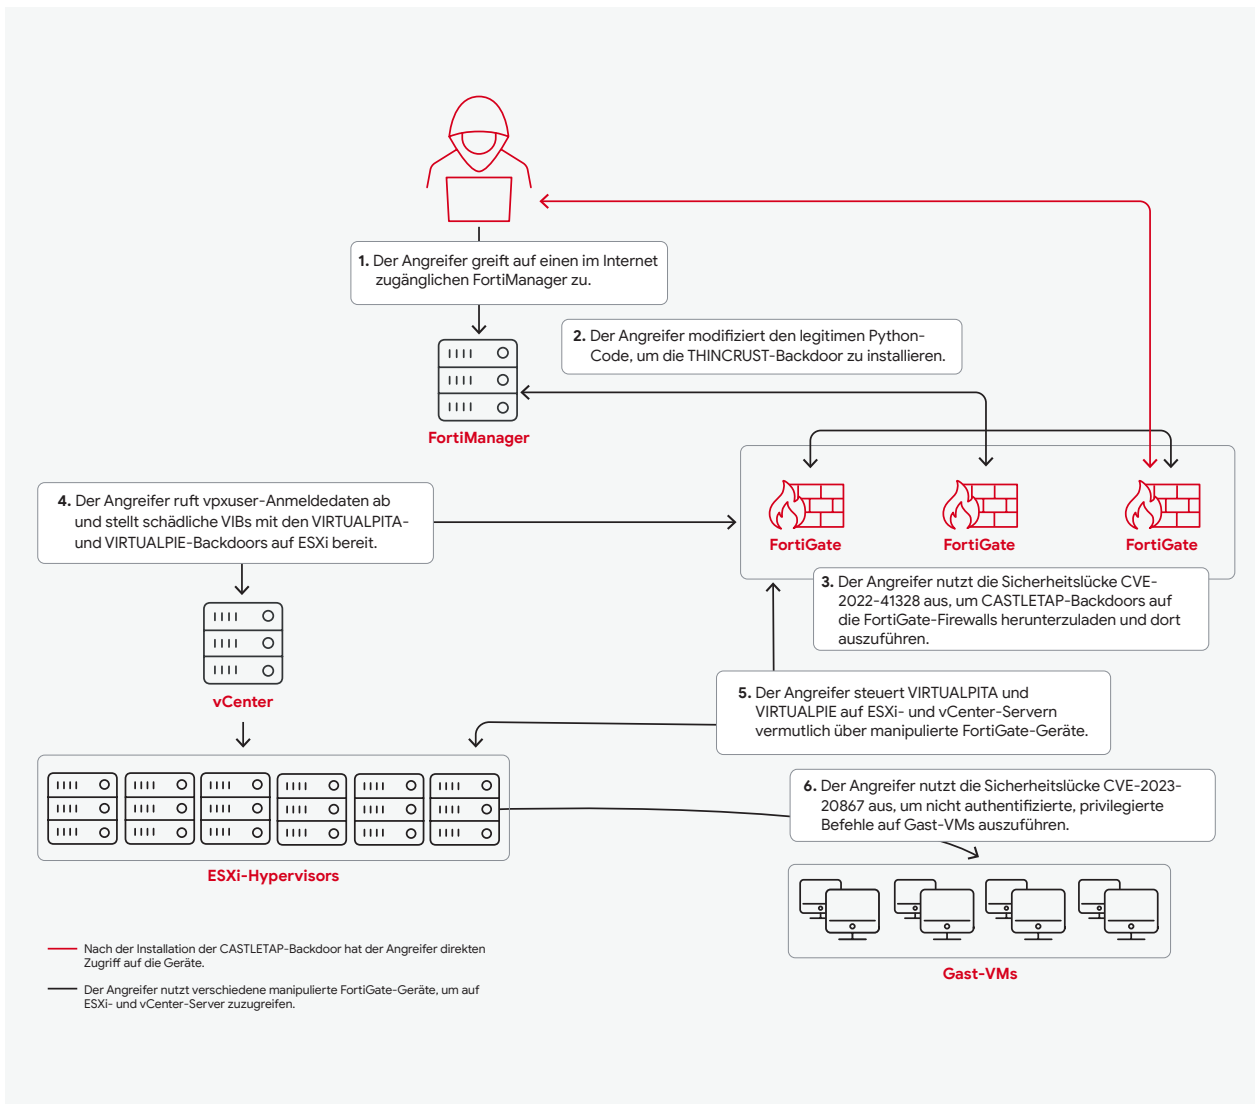 1. Der Angreifer greift auf einen im Internet
zugänglichen FortiManager zu.
2. Der Angreifer modifiziert den legitimen Python-
Code, um die THINCRUST-Backdoor zu installieren.
FortiManager
4. Der Angreifer ruft vpxuser-Anmeldedaten ab
und stellt schädliche VIBs mit den VIRTUALPITA-
und VIRTUALPIE-Backdoors auf ESXi bereit.
FortiGate
FortiGate
FortiGate
3. Der Angreifer nutzt die Sicherheitslücke CVE-
2022-41328 aus, um CASTLETAP-Backdoors auf
die FortiGate-Firewalls herunterzuladen und dort
auszuführen.
vCenter
5. Der Angreifer steuert VIRTUALPITA und
VIRTUALPIE auf ESXi- und vCenter-Servern
vermutlich über manipulierte FortiGate-Geräte.
6. Der Angreifer nutzt die Sicherheitslücke CVE-2023-
20867 aus, um nicht authentifizierte, privilegierte
Befehle auf Gast-VMs auszuführen.
ESXi-Hypervisors
Gast-VMs
Nach der Installation der CASTLETAP-Backdoor hat der Angreifer direkten
Zugriff auf die Geräte.
Der Angreifer nutzt verschiedene manipulierte FortiGate-Geräte, um auf
ESXi- und vCenter-Server zuzugreifen.